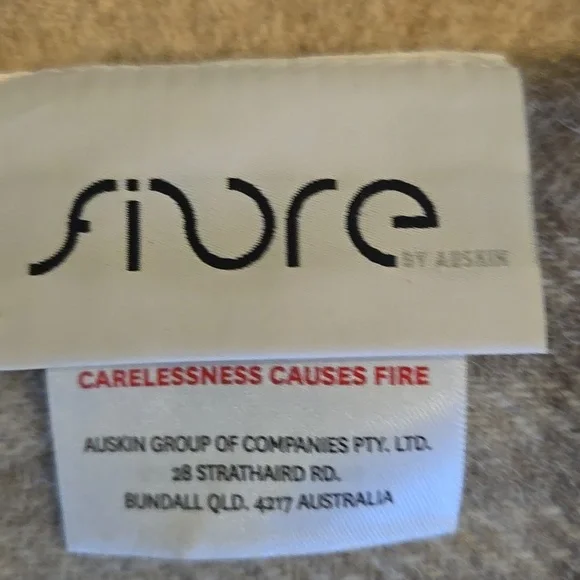 fibre
BY AUSKIN
CARELESSNESS CAUSES FIRE
AUSKIN GROUP OF COMPANIES PTY. LTD.
28 STRATHAIRD RD.
BUNDALL QLD. 4217 AUSTRALIA